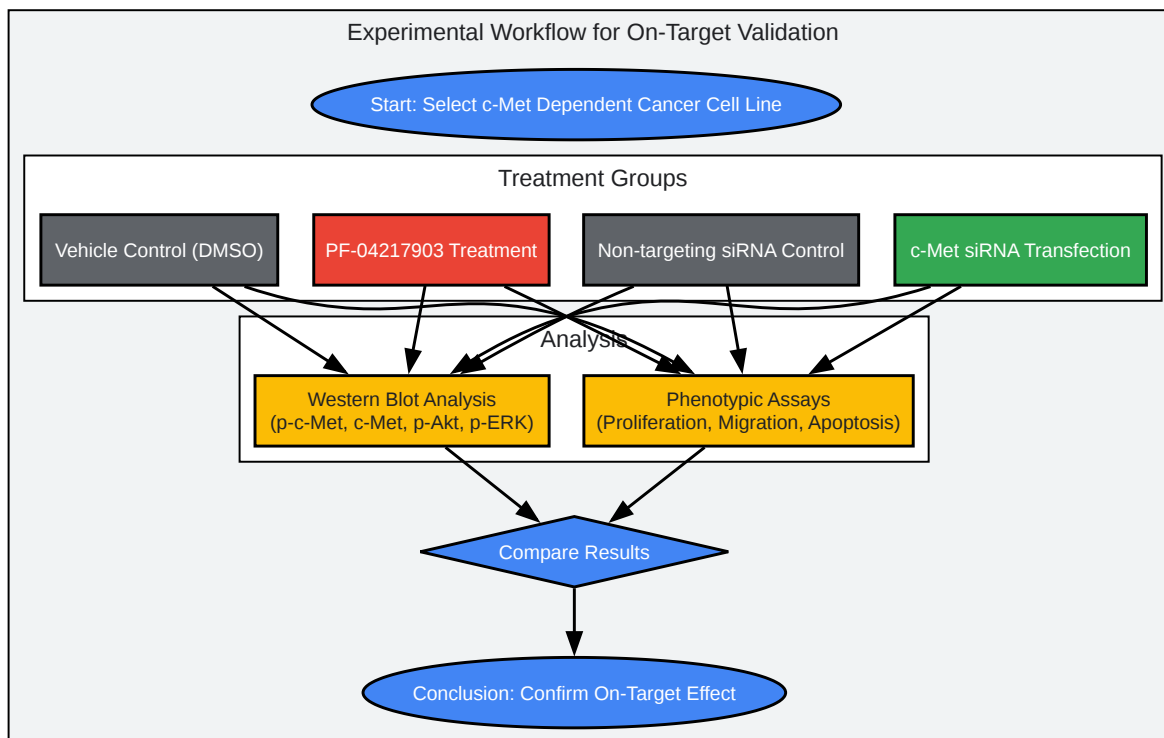 Experimental Workflow for On-Target Validation
Start: Select c-Met Dependent Cancer Cell Line
Treatment Groups
Vehicle Control (DMSO)
PF-04217903 Treatment
Non-targeting siRNA Control
c-Met siRNA Transfection
Analysis
Western Blot Analysis
(p-c-Met, c-Met, p-Akt, p-ERK)
Phenotypic Assays
(Proliferation, Migration, Apoptosis)
Compare Results
Conclusion: Confirm On-Target Effect